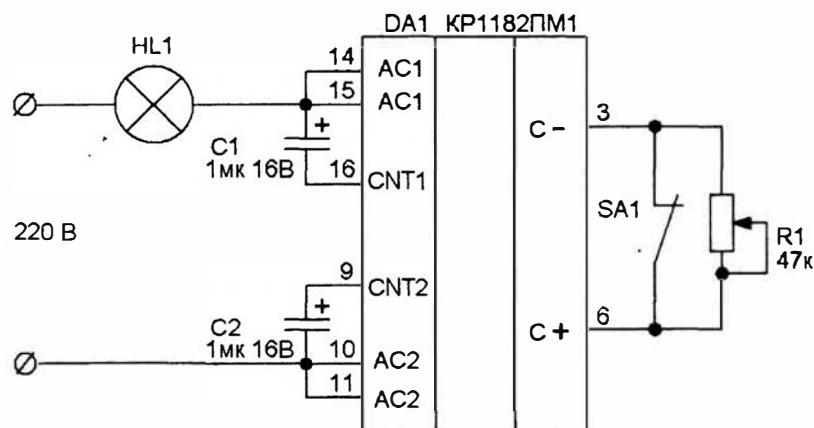 DA1 КР1182ПМ1
HL1
14
AC1
15
AC1
+
C1
1мк 16В
16
CNT1
3
C-
SA1
R1
47к
220 В
9
CNT2
+
C2
1мк 16В
10
AC2
11
AC2
6
C+